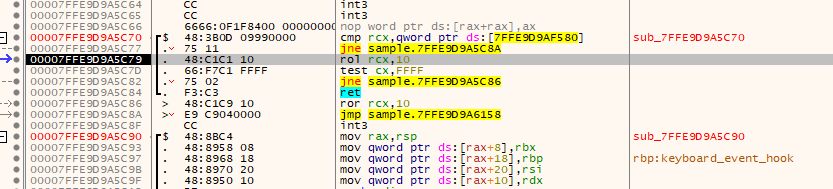 00007FFE9D9A5C64 CC int3
00007FFE9D9A5C65 CC int3
00007FFE9D9A5C66 6666:0F1F8400 00000000 nop word ptr ds:[rax+rax],ax
00007FFE9D9A5C70 $ 48:3B0D 09990000 cmp rcx,qword ptr ds:[7FFE9D9AF580] sub_7FFE9D9A5C70
00007FFE9D9A5C77 . 75 11 jne sample.7FFE9D9A5C8A
00007FFE9D9A5C79 . 48:C1C1 10 rol rcx,10
00007FFE9D9A5C7D . 66:F7C1 FFFF test cx,FFFF
00007FFE9D9A5C82 . 75 02 jne sample.7FFE9D9A5C86
00007FFE9D9A5C84 . F3:C3 ret
00007FFE9D9A5C86 > 48:C1C9 10 ror rcx,10
00007FFE9D9A5C8A > E9 C9040000 jmp sample.7FFE9D9A6158
00007FFE9D9A5C8F CC int3
00007FFE9D9A5C90 $ 48:8BC4 mov rax,rsp sub_7FFE9D9A5C90
00007FFE9D9A5C93 . 48:8958 08 mov qword ptr ds:[rax+8],rbx
00007FFE9D9A5C97 . 48:8968 18 mov qword ptr ds:[rax+18],rbp rbp:keyboard_event_hook
00007FFE9D9A5C9B . 48:8970 20 mov qword ptr ds:[rax+20],rsi
00007FFE9D9A5C9F . 48:8950 10 mov qword ptr ds:[rax+10],rdx